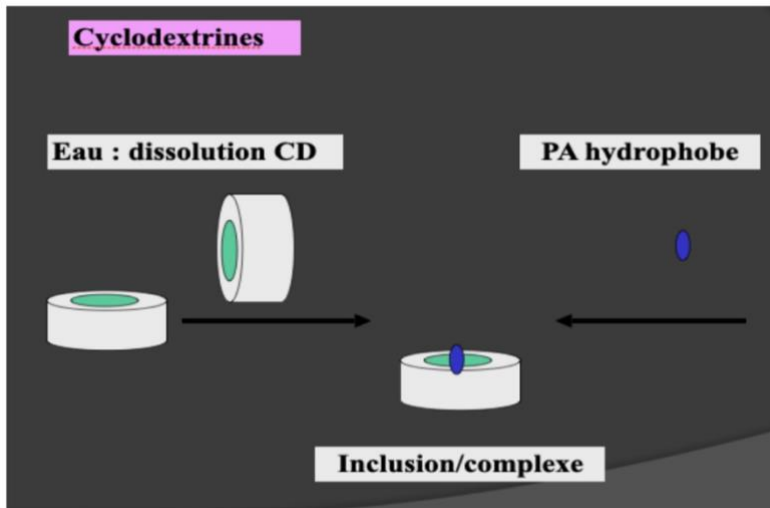 Cyclodextrines
Eau : dissolution CD
PA hydrophobe
Inclusion/complexe